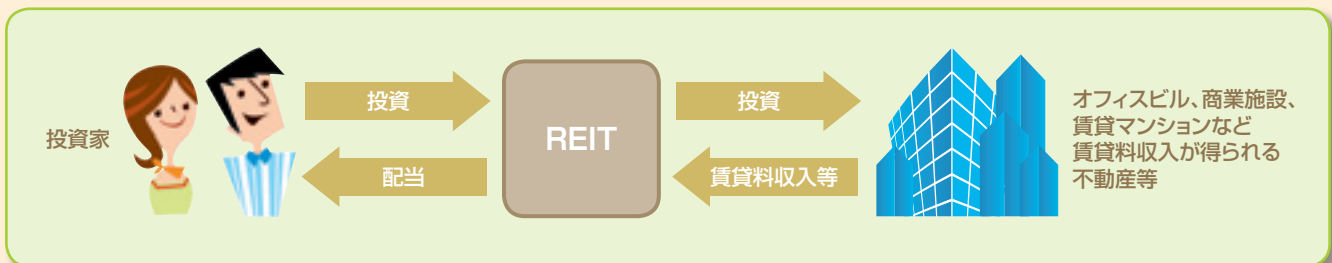 投資家
投資
配当
REIT
投資
賃貸料収入等
オフィスビル、商業施設、
賃貸マンションなど
賃貸料収入が得られる
不動産等